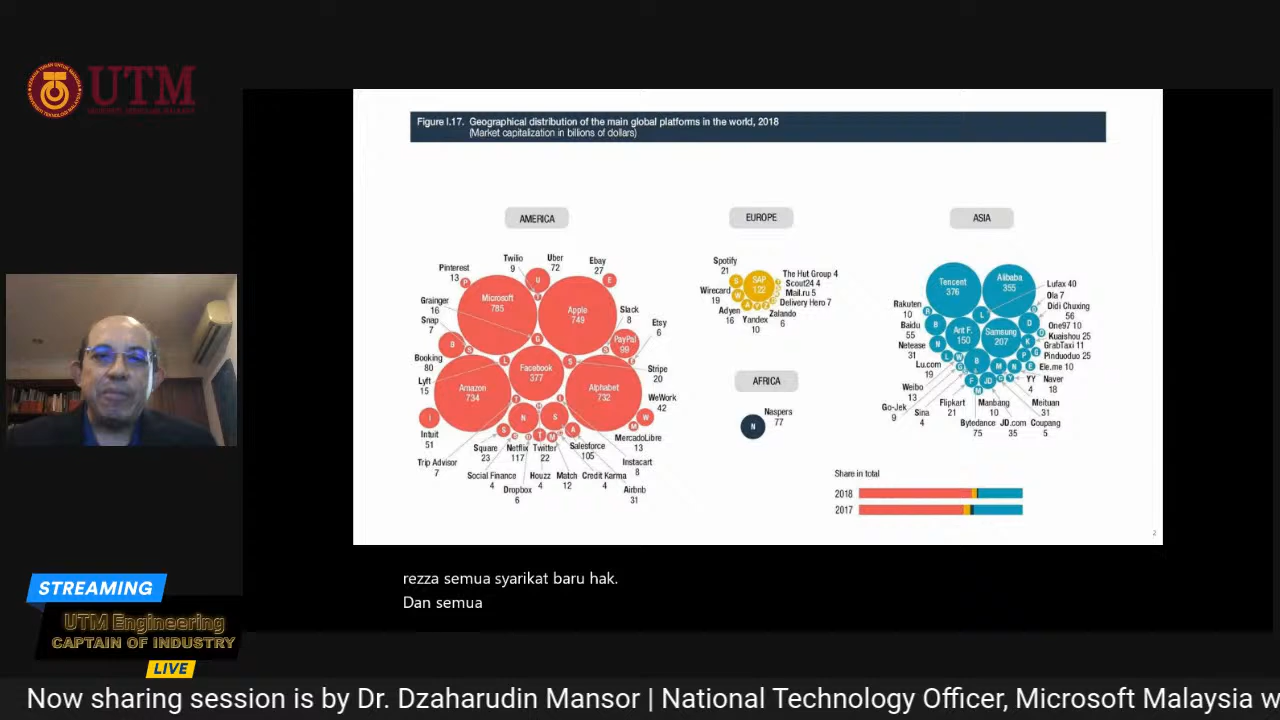 UTM
UNIVERSITI TEKNOLOGI MALAYSIA
Figure I.17. Geographical distribution of the main global platforms in the world, 2018
(Market capitalization in billions of dollars)
AMERICA
Twilio
9
Uber
72
Ebay
27
Pinterest
13
Grainger
16
Snap
7
Microsoft
785
Apple
749
Slack
8
Etsy
6
PayPal
99
Booking
80
Facebook
377
Stripe
20
Lyft
15
Amazon
734
Alphabet
732
WeWork
42
Intuit
51
MercadoLibre
13
Trip Advisor
7
Square
23
Netflix
117
Twitter
22
Salesforce
105
Instacart
8
Social Finance
4
Dropbox
6
Houzz
4
Match
12
Credit Karma
4
Airbnb
31
EUROPE
Spotify
21
SAP
122
The Hut Group 4
Scout24 4
Mail.ru 5
Delivery Hero 7
Wirecard
19
Adyen
16
Yandex
10
Zalando
6
AFRICA
N
Naspers
77
ASIA
Tencent
376
Alibaba
355
Lufax 40
Ola 7
Didi Chuxing
56
Rakuten
10
Baidu
55
Ant F.
150
Samsung
207
One97 10
Kuaishou 25
GrabTaxi 11
Pinduoduo 25
Netease
31
Ele.me 10
Lu.com
19
YY
4
Naver
18
Weibo
13
Go-Jek
9
Sina
4
Flipkart
21
Manbang
10
Meituan
31
Bytedance
75
JD.com
35
Coupang
5
Share in total
2018
2017
2
rezza semua syarikat baru hak.
Dan semua
STREAMING
UTM Engineering
CAPTAIN OF INDUSTRY
LIVE
Now sharing session is by Dr. Dzaharudin Mansor | National Technology Officer, Microsoft Malaysia w